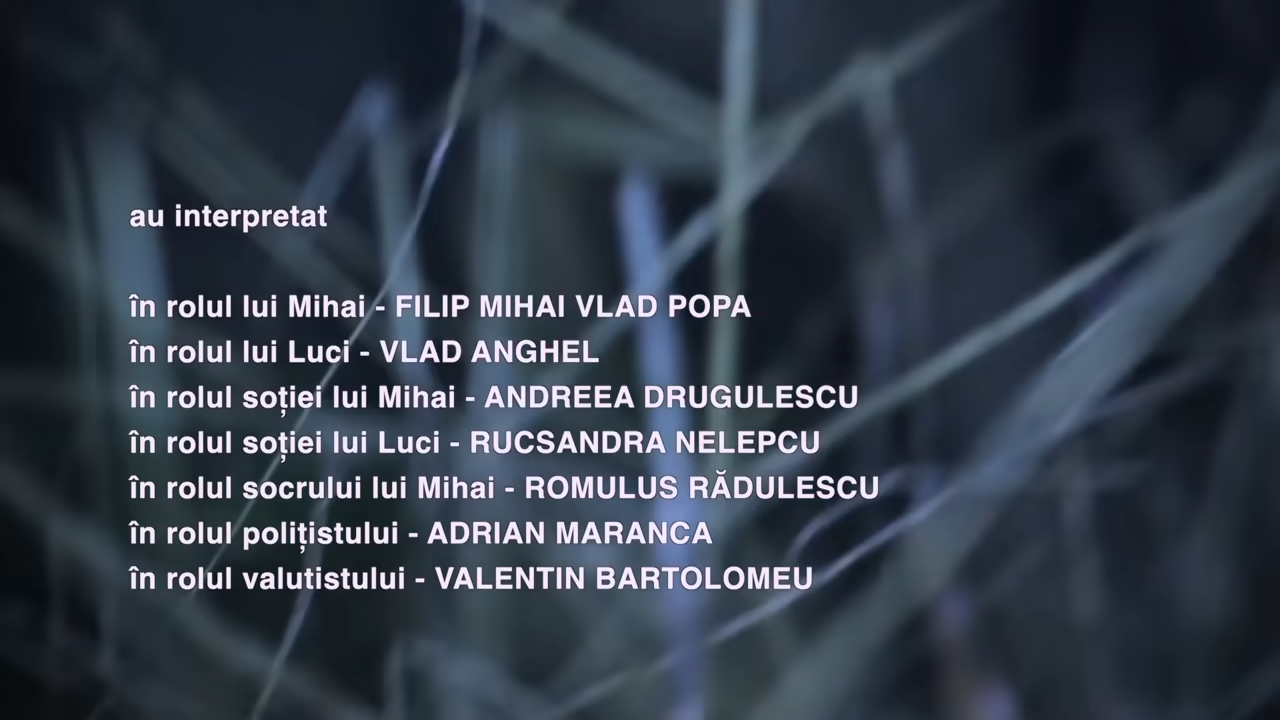 au interpretat
în rolul lui Mihai - FILIP MIHAI VLAD POPA
în rolul lui Luci - VLAD ANGHEL
în rolul soției lui Mihai - ANDREEA DRUGULESCU
în rolul soției lui Luci - RUCSANDRA NELEPCU
în rolul socrului lui Mihai - ROMULUS RĂDULESCU
în rolul polițistului - ADRIAN MARANCA
în rolul valutistului - VALENTIN BARTOLOMEU